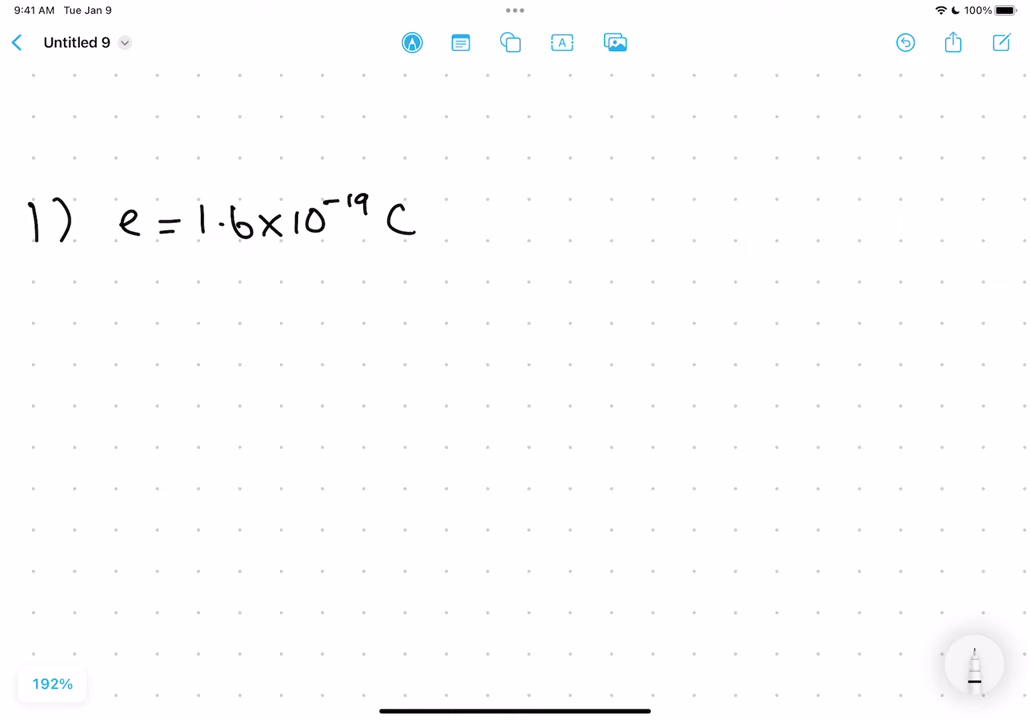 9:41 AM Tue Jan 9
100%
Untitled 9
A
1) e = 1.6×10⁻¹⁹ C
192%